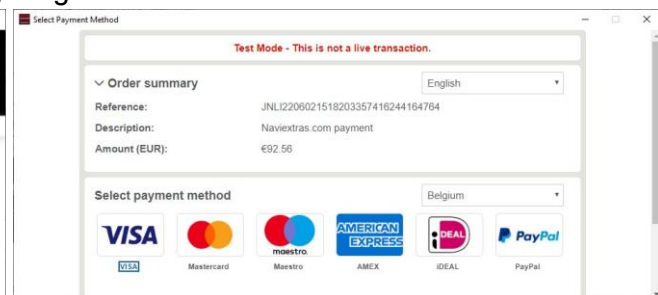 Select Payment Method
Test Mode - This is not a live transaction.
Order summary
English
Reference: JNLI22060215182033574162441 64764
Description: Naviextras.com payment
Amount (EUR): €92.56
Select payment method
Belgium
VISA
maestro.
AMERICAN EXPRESS
iDEAL
PayPal
VISA Mastercard Maestro AMEX iDEAL PayPal